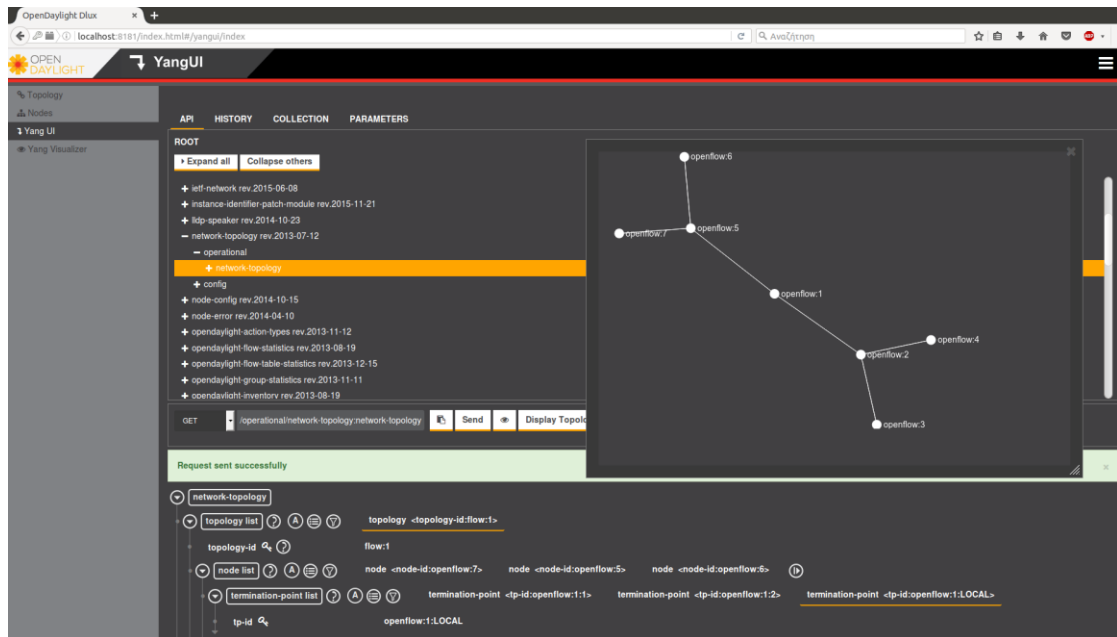 OpenDaylight Dlux
localhost:8181/index.html#/yangui/index
Αναζήτηση
OPEN
DAYLIGHT
YangUI
Topology
Nodes
Yang UI
Yang Visualizer
API HISTORY COLLECTION PARAMETERS
ROOT
Expand all Collapse others
ietf-network rev.2015-06-08
instance-identifier-patch-module rev.2015-11-21
lldp-speaker rev.2014-10-23
network-topology rev.2013-07-12
operational
network-topology
config
node-config rev.2014-10-15
node-error rev.2014-04-10
opendaylight-action-types rev.2013-11-12
opendaylight-flow-statistics rev.2013-08-19
opendaylight-flow-table-statistics rev.2013-12-15
opendaylight-group-statistics rev.2013-11-11
opendaylight-inventory rev.2013-08-19
openflow:6
openflow:7
openflow:5
openflow:1
openflow:4
openflow:2
openflow:3
GET /operational/network-topology:network-topology Send Display Topolo
Request sent successfully
network-topology
topology list topology <topology-id:flow:1>
topology-id flow:1
node list node <node-id:openflow:7> node <node-id:openflow:5> node <node-id:openflow:6>
termination-point list termination-point <tp-id:openflow:1:1> termination-point <tp-id:openflow:1:2> termination-point <tp-id:openflow:1:LOCAL>
tp-id openflow:1:LOCAL